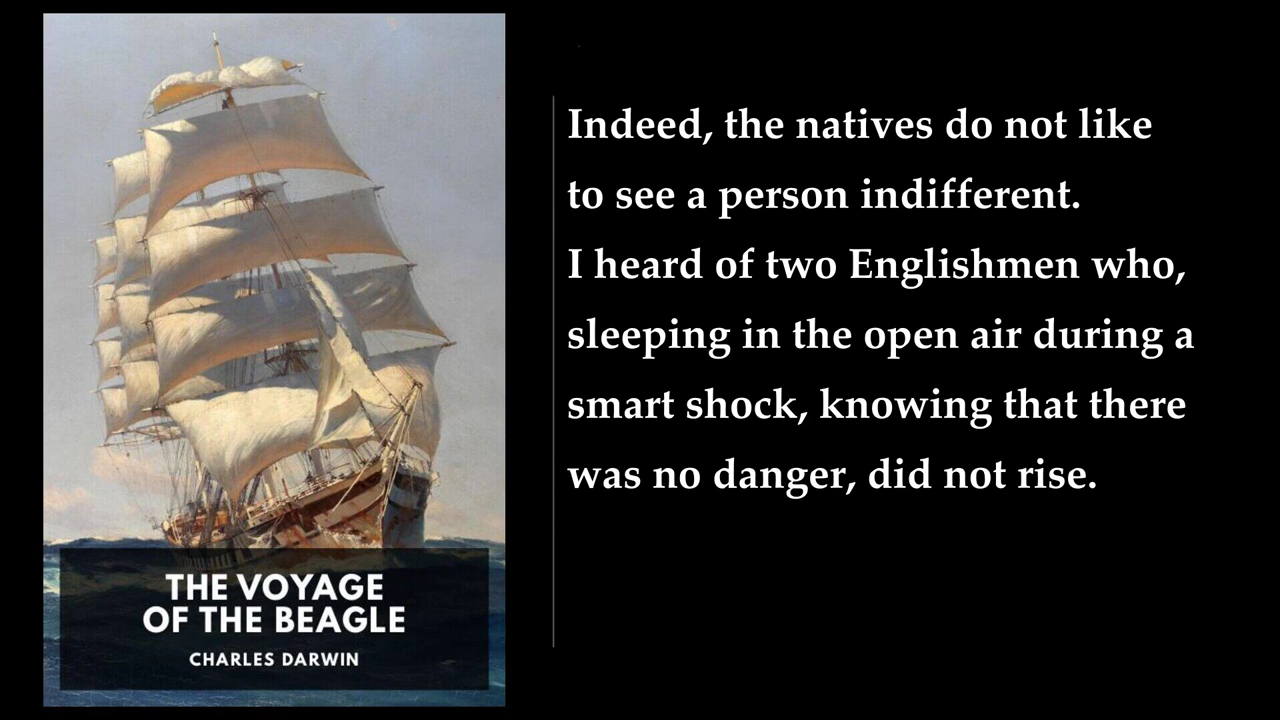 Indeed, the natives do not like
to see a person indifferent.
I heard of two Englishmen who,
sleeping in the open air during a
smart shock, knowing that there
was no danger, did not rise.
THE VOYAGE
OF THE BEAGLE
CHARLES DARWIN